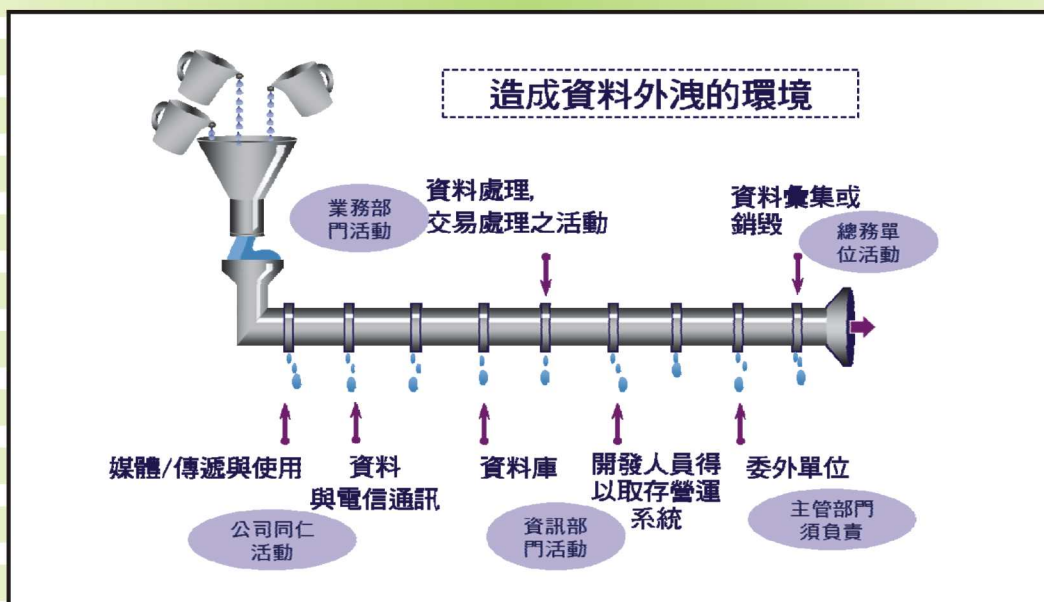 造成資料外洩的環境
業務部
門活動
資料處理,
交易處理之活動
資料彙集或
銷毀
總務單
位活動
媒體/傳遞與使用
資料
與電信通訊
公司同仁
活動
資料庫
資訊部
門活動
開發人員得
以取存營運
系統
委外單位
主管部門
須負責